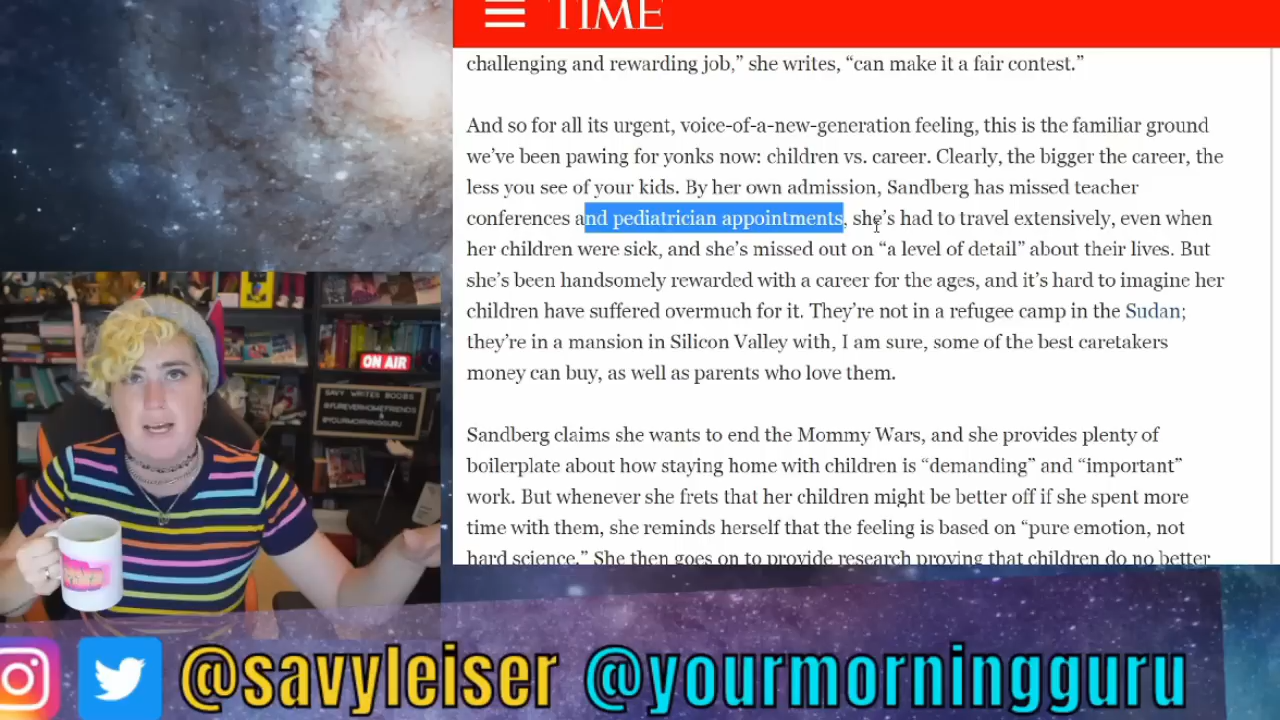 TIME
challenging and rewarding job,” she writes, “can make it a fair contest.”
And so for all its urgent, voice-of-a-new-generation feeling, this is the familiar ground
we’ve been pawing for yonks now: children vs. career. Clearly, the bigger the career, the
less you see of your kids. By her own admission, Sandberg has missed teacher
conferences and pediatrician appointments, she’s had to travel extensively, even when
her children were sick, and she’s missed out on “a level of detail” about their lives. But
she’s been handsomely rewarded with a career for the ages, and it’s hard to imagine her
children have suffered overmuch for it. They’re not in a refugee camp in the Sudan;
they’re in a mansion in Silicon Valley with, I am sure, some of the best caretakers
money can buy, as well as parents who love them.
Sandberg claims she wants to end the Mommy Wars, and she provides plenty of
boilerplate about how staying home with children is “demanding” and “important”
work. But whenever she frets that her children might be better off if she spent more
time with them, she reminds herself that the feeling is based on “pure emotion, not
hard science.” She then goes on to provide research proving that children do no better
ON AIR
SAVY WRITES BOOKS
@FUREVERHOMEFRIENDS
&
@YOURMORNINGGURU
@savyleiser @yourmorningguru